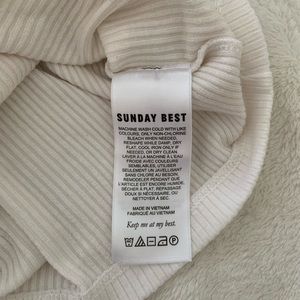 SUNDAY BEST
MACHINE WASH COLD WITH LIKE
COLOURS, ONLY NON-CHLORINE
BLEACH WHEN NEEDED,
RESHAPE WHILE DAMP, DRY
FLAT. COOL IRON ONLY IF
NEEDED, OR DRY CLEAN
LAVER À LA MACHINE ET À
L'EAU FROIDE AVEC COULEURS
SEMBLABLES, UTILISER
SEULEMENT UN JAVELLISANT
SANS CHLORE AU BESOIN,
REMODELER PENDANT QUE
L'ARTICLE EST ENCORE HUMIDE,
SÉCHER À PLAT. REPASSAGE
DOUX SI NÉCESSAIRE, OU
NETTOYER À SEC.
MADE IN VIETNAM
FABRIQUÉ AU VIETNAM
Keep me at my best.
P